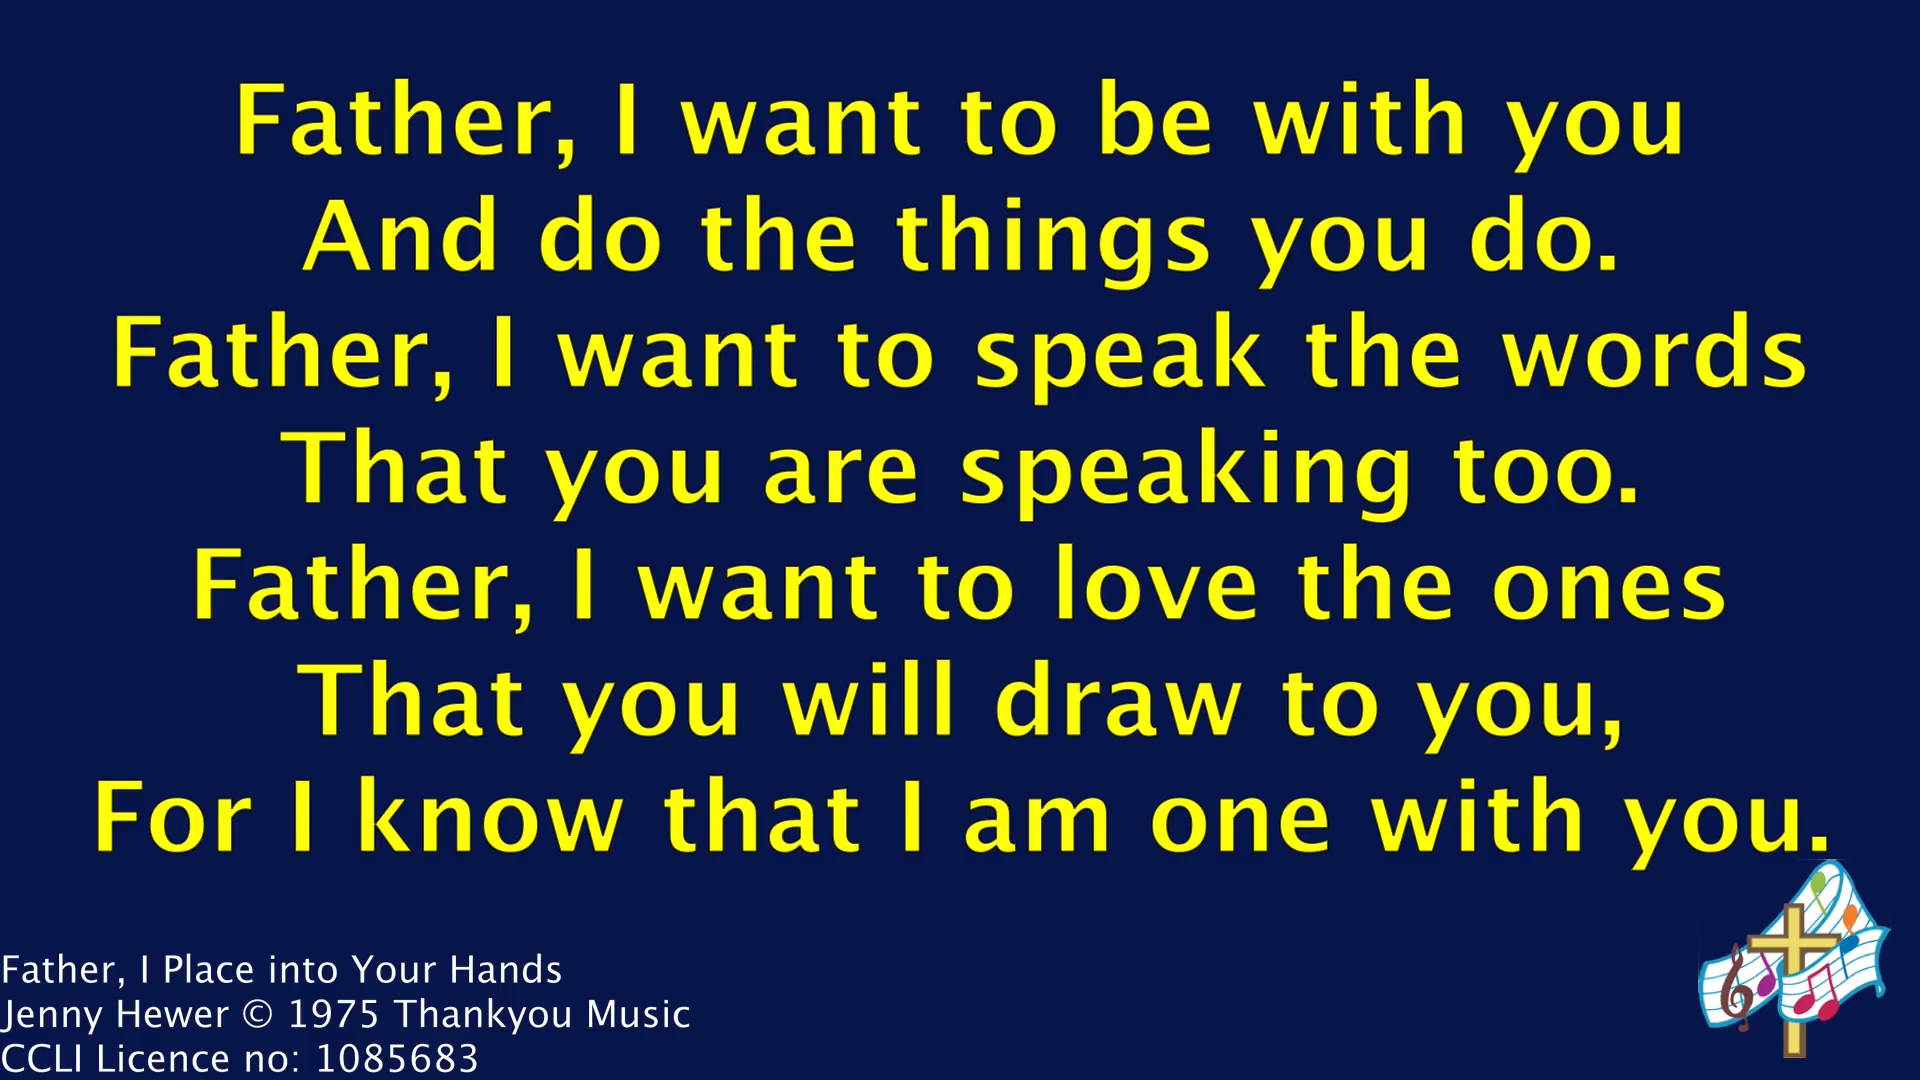 Father, I want to be with you
And do the things you do.
Father, I want to speak the words
That you are speaking too.
Father, I want to love the ones
That you will draw to you,
For I know that I am one with you.
Father, I Place into Your Hands
Jenny Hewer © 1975 Thankyou Music
CCLI Licence no: 1085683